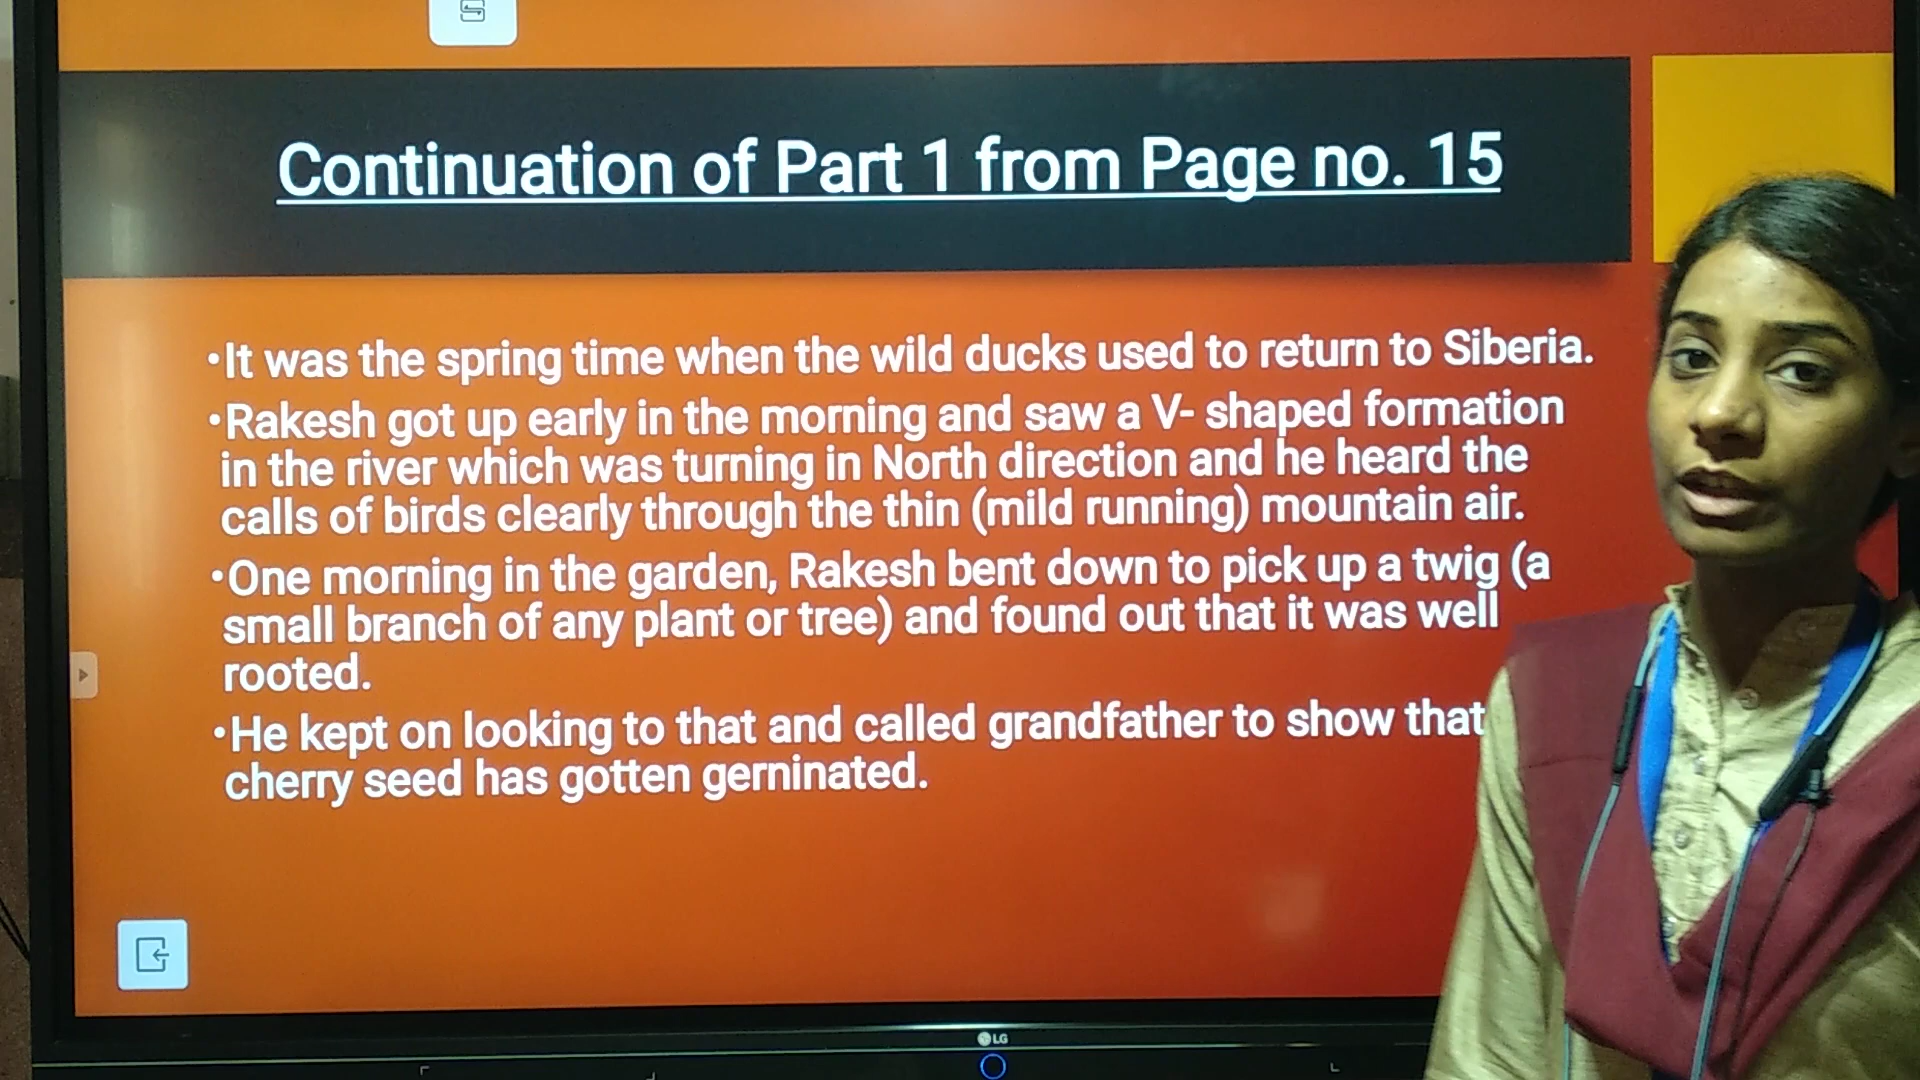 Continuation of Part 1 from Page no. 15
•It was the spring time when the wild ducks used to return to Siberia.
•Rakesh got up early in the morning and saw a V- shaped formation
in the river which was turning in North direction and he heard the
calls of birds clearly through the thin (mild running) mountain air.
•One morning in the garden, Rakesh bent down to pick up a twig (a
small branch of any plant or tree) and found out that it was well
rooted.
•He kept on looking to that and called grandfather to show that
cherry seed has gotten gerninated.
LG